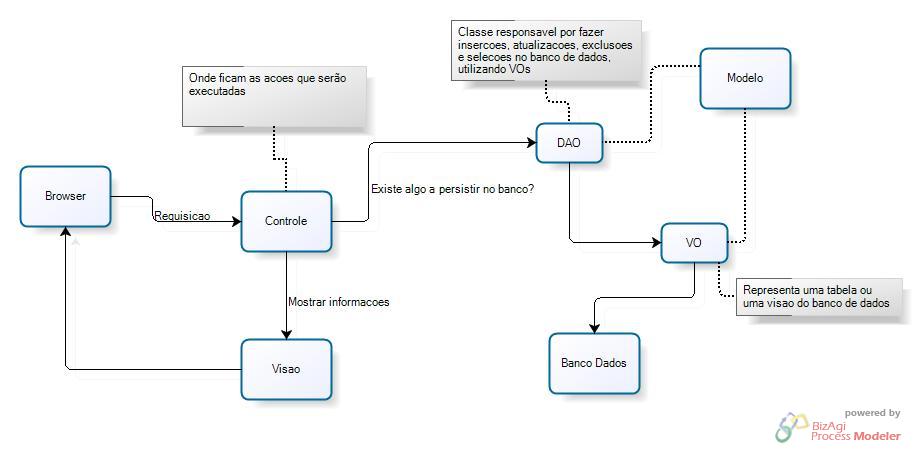 Classe responsavel por fazer
insercoes, atualizacoes, exclusoes
e selecoes no banco de dados,
utilizando VOs
Onde ficam as acoes que serão
executadas
Modelo
DAO
Browser
Requisicao
Controle
Existe algo a persistir no banco?
VO
Mostrar informacoes
Representa uma tabela ou
uma visao do banco de dados
Visao
Banco Dados
powered by
BizAgi
Process Modeler